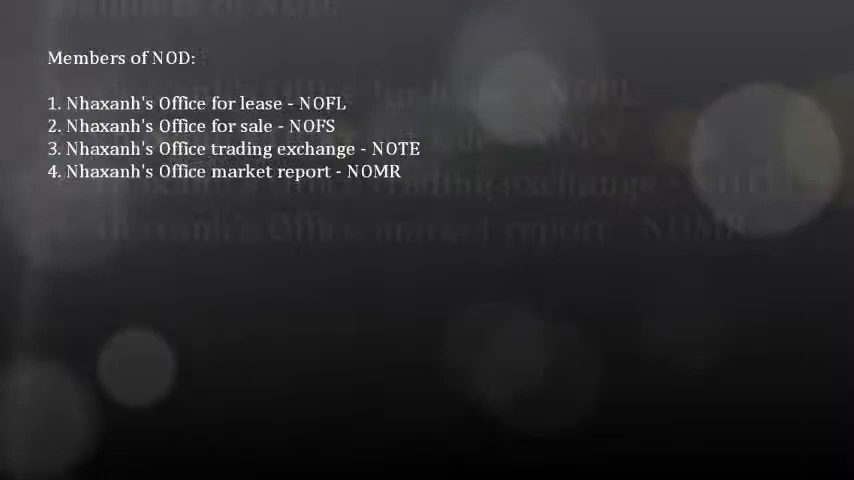 Members of NOD:
1. Nhaxanh's Office for lease - NOFL
2. Nhaxanh's Office for sale - NOFS
3. Nhaxanh's Office trading exchange - NOTE
4. Nhaxanh's Office market report - NOMR